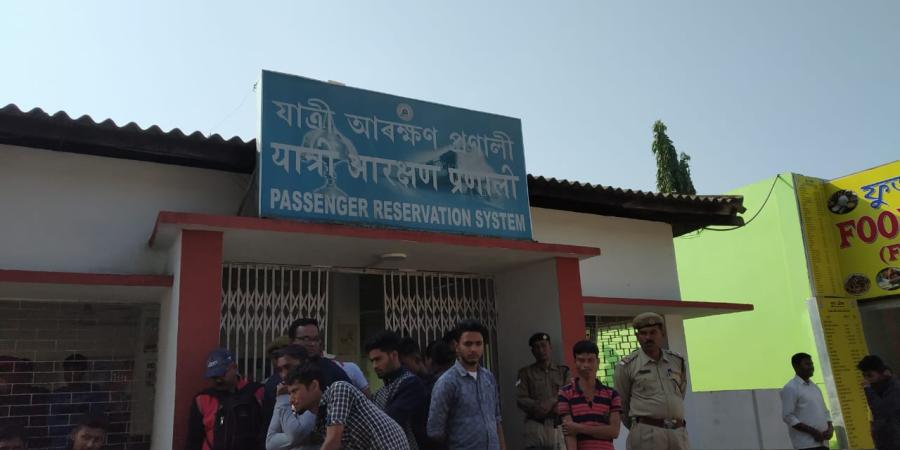 যাত্ৰী আৰক্ষণ প্ৰণালী
यात्री आरक्षण प्रणाली
PASSENGER RESERVATION SYSTEM
ফুড
FOO
(F